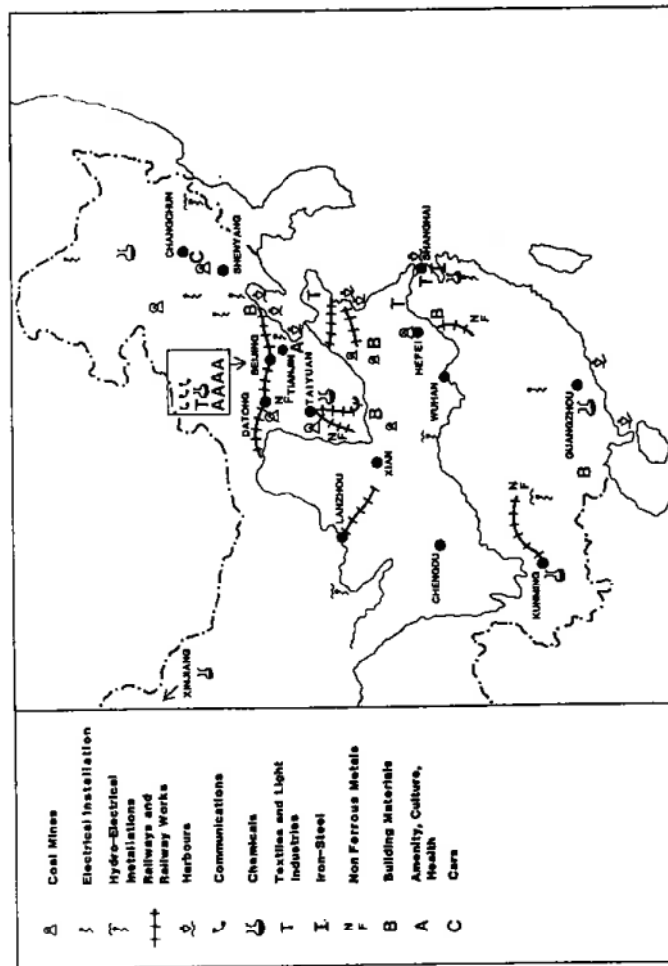 Coal Mines
Electrical Installation
Hydro-Electrical
Installations
Railways and
Railway Works
Harbours
Communications
Chemicals
T Textiles and Light
Industries
I Iron-Steel
N
F Non Ferrous Metals
B Building Materials
A Amenity, Culture,
Health
C Cars
T
AAAA
CHANGCHUN
C
SHENYANG
DATONG
BEIJING
B
TIANJIN
A
N
F
TAIYUAN
N
F
T
LANZHOU
XIAN
B
B
HEFEI
T
SHANGHAI
T
I
CHENGDU
WUHAN
B
N
F
N
F
KUNMING
B
GUANGZHOU